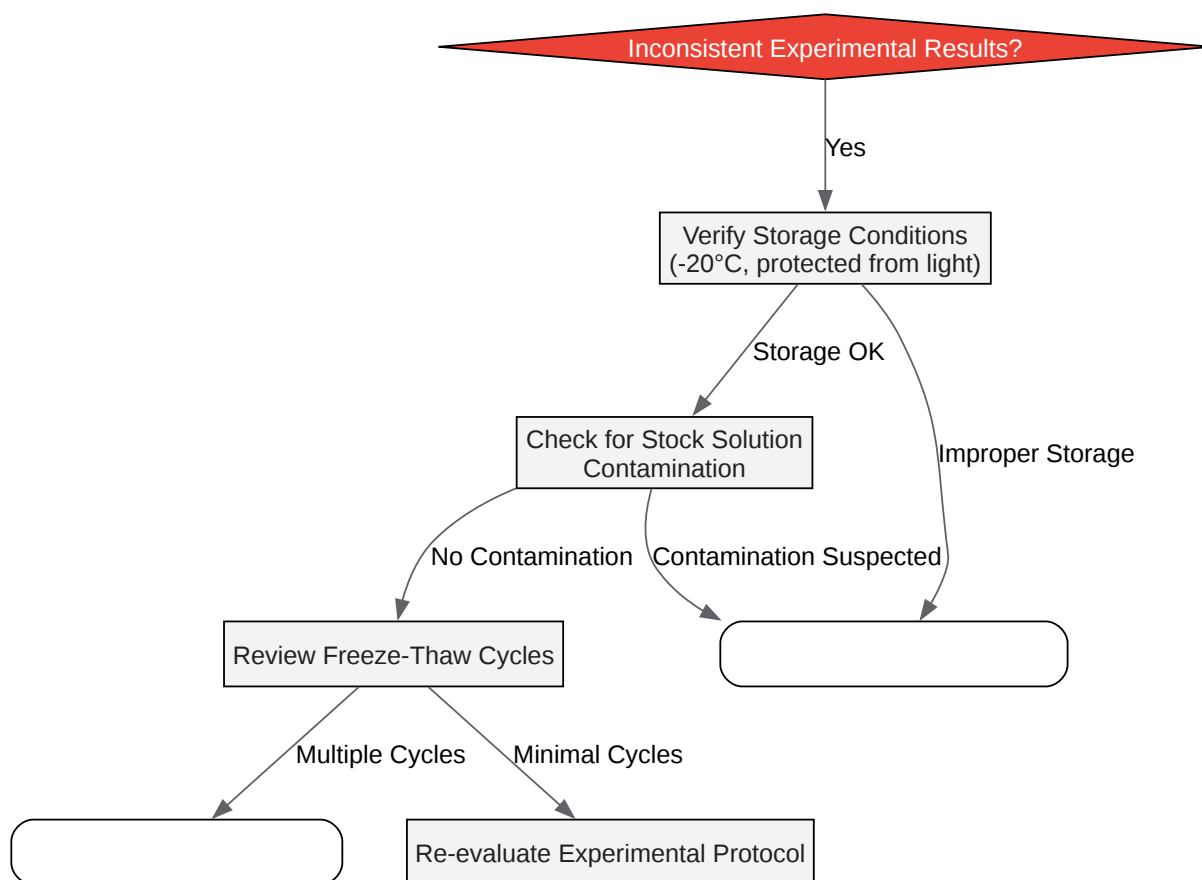 Inconsistent Experimental Results?
Yes
Verify Storage Conditions
(-20°C, protected from light)
Storage OK
Check for Stock Solution
Contamination
Improper Storage
No Contamination
Contamination Suspected
Review Freeze-Thaw Cycles
Multiple Cycles
Minimal Cycles
Re-evaluate Experimental Protocol